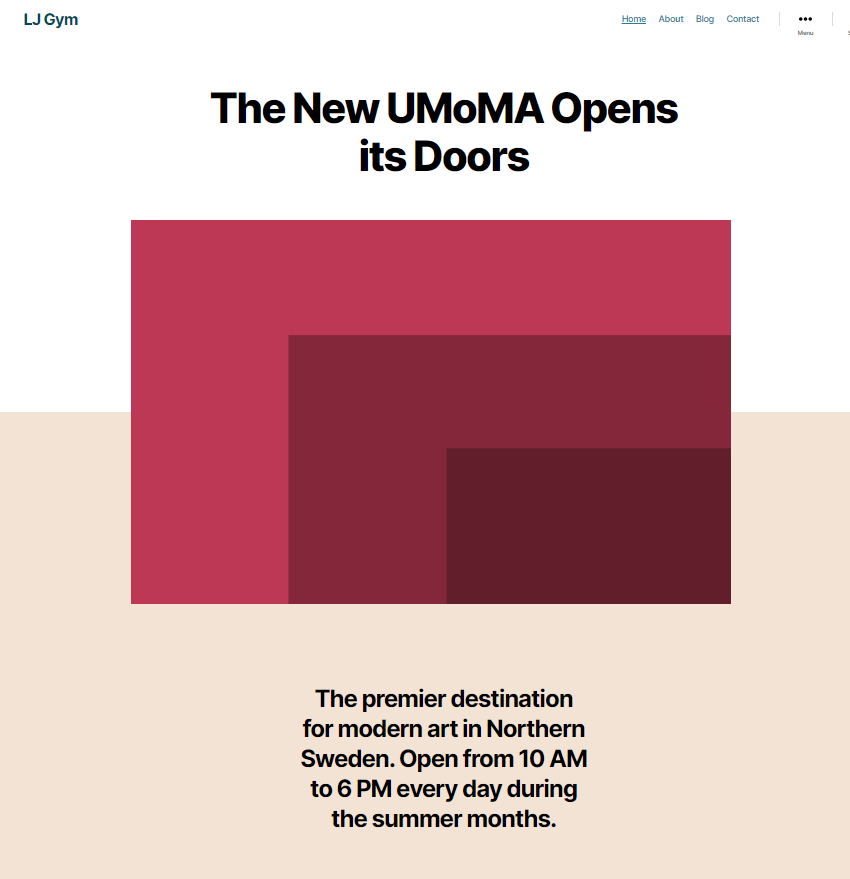 LJ Gym
Home About Blog Contact
Menu
The New UMoMA Opens
its Doors
The premier destination
for modern art in Northern
Sweden. Open from 10 AM
to 6 PM every day during
the summer months.